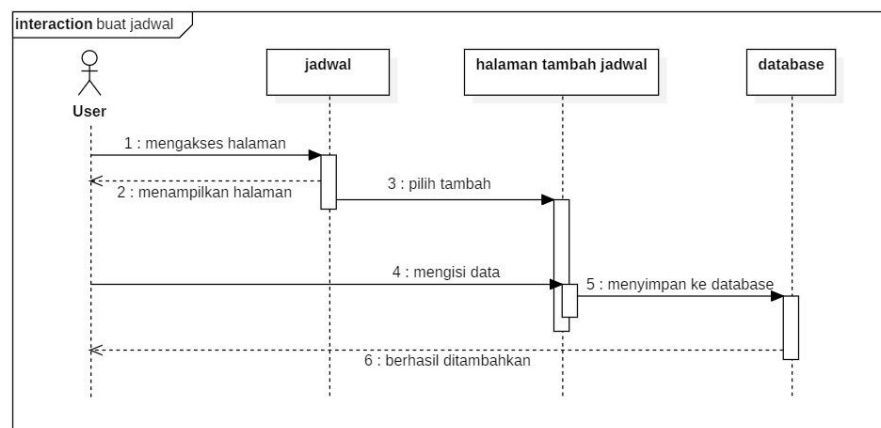 interaction buat jadwal
jadwal
halaman tambah jadwal
database
User
1 : mengakses halaman
2 : menampilkan halaman
3 : pilih tambah
4 : mengisi data
5 : menyimpan ke database
6 : berhasil ditambahkan